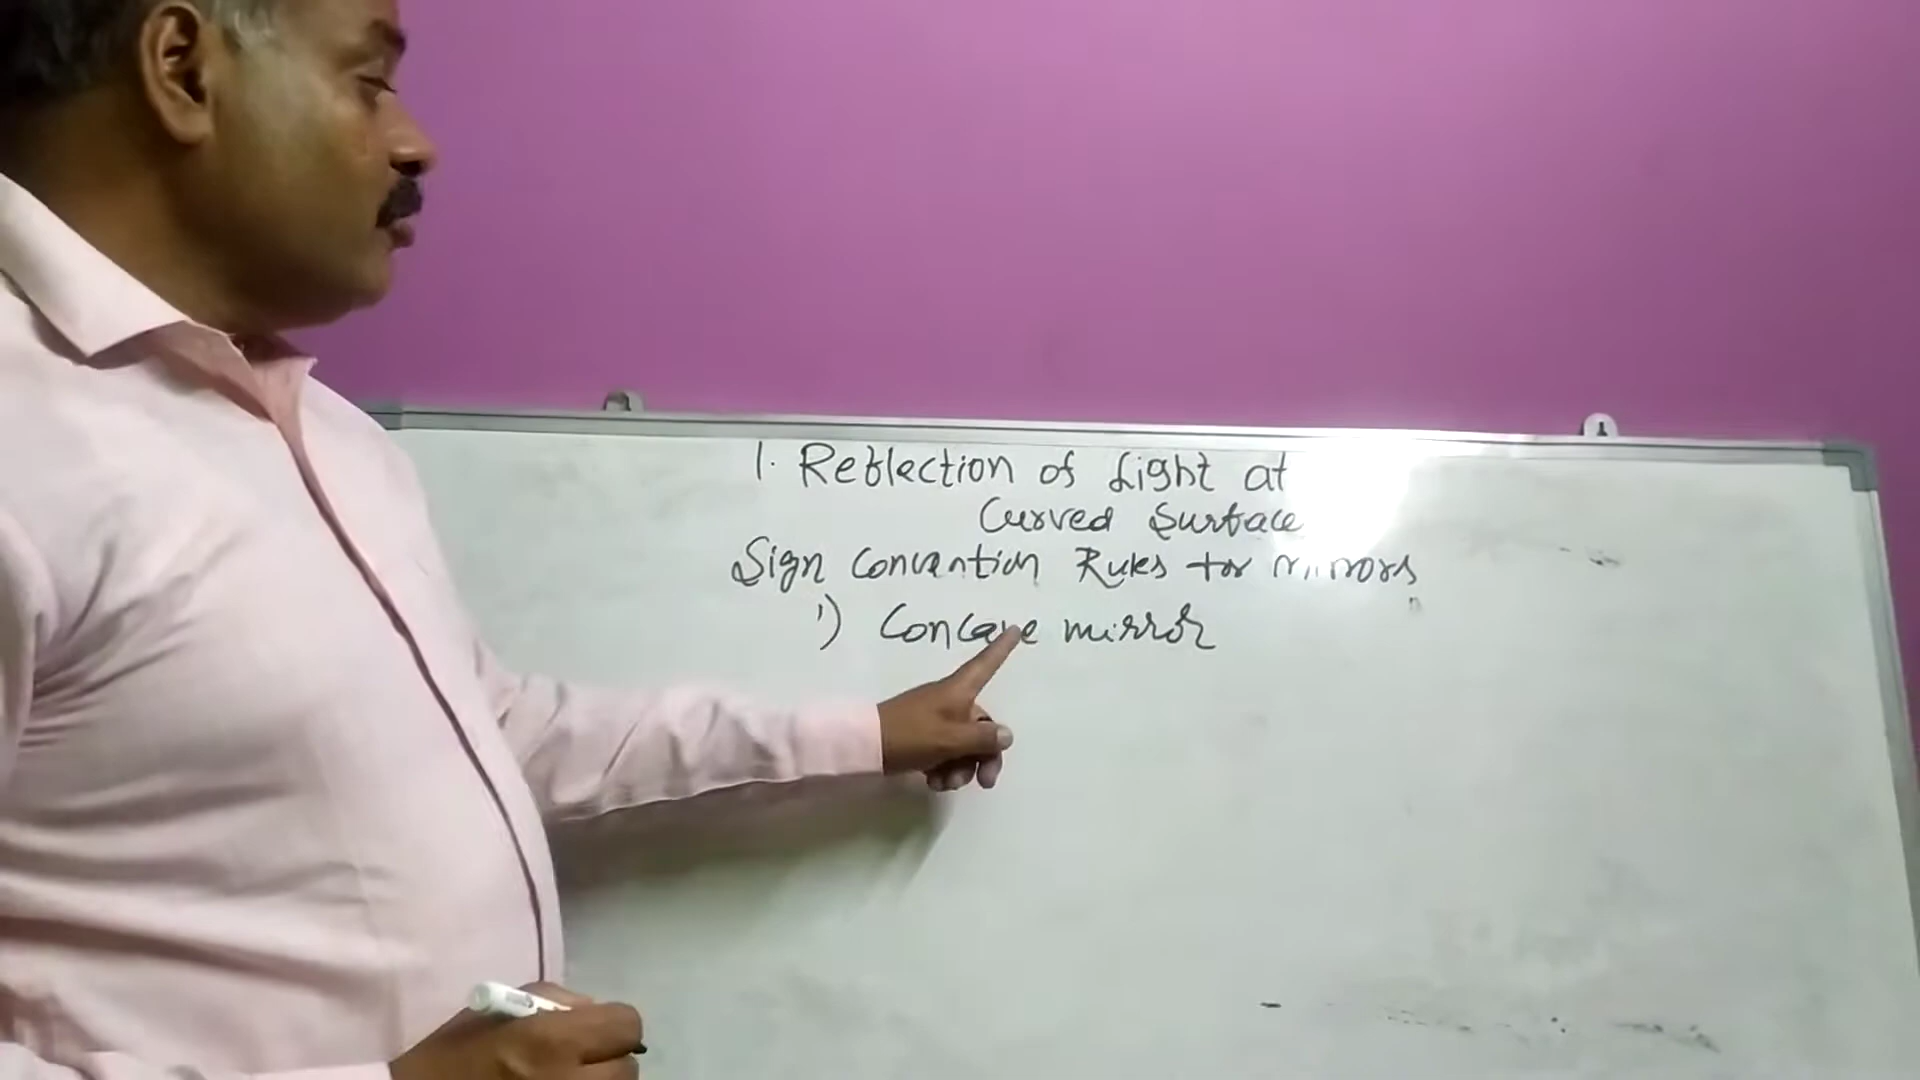 1. Reflection of Light at
Curved Surface
Sign Convention Rules for mirrors
1) Concave mirror